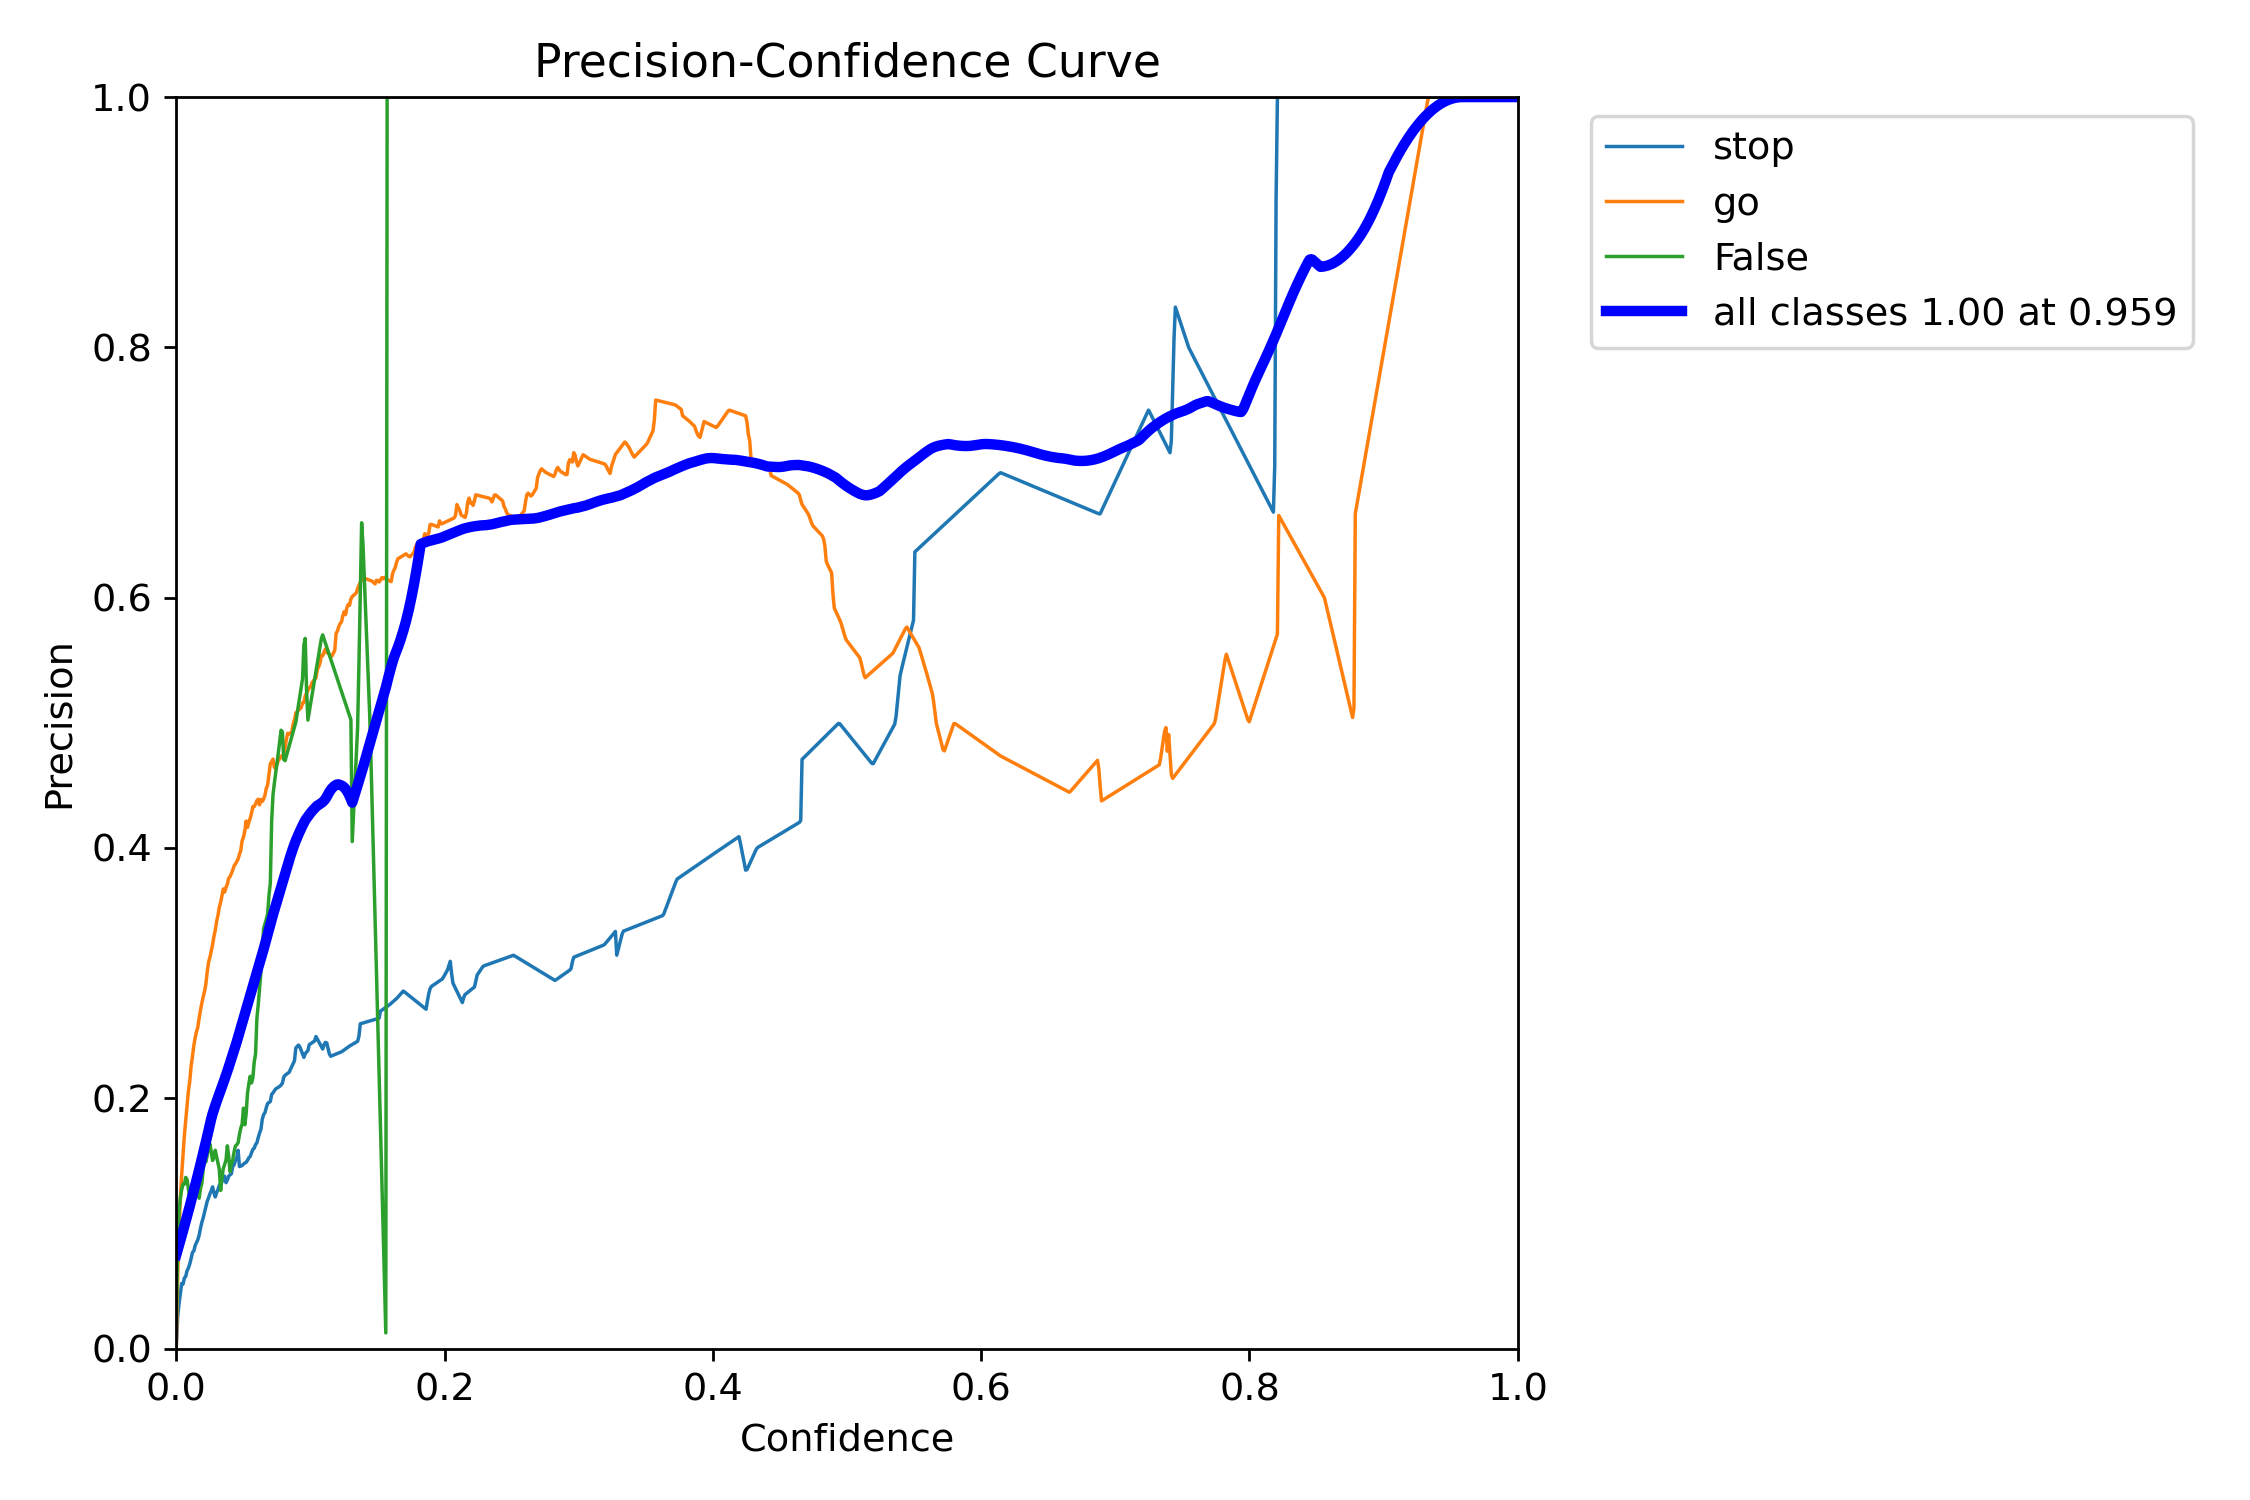 Precision-Confidence Curve
1.0
0.8
0.6
0.4
0.2
0.0
Precision
0.0 0.2 0.4 0.6 0.8 1.0
Confidence
stop
go
False
all classes 1.00 at 0.959